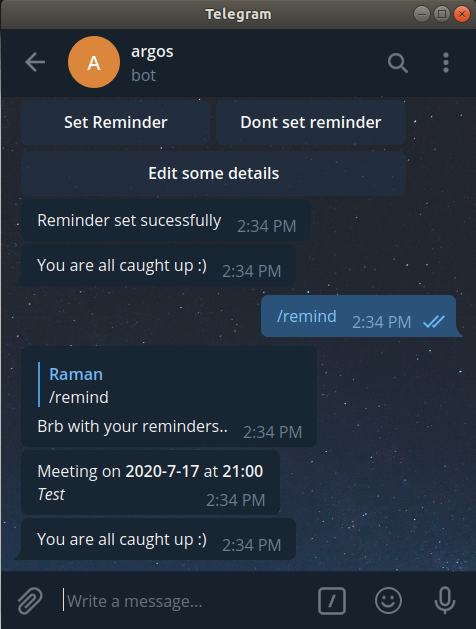 Telegram
A
argos
bot
Set Reminder
Dont set reminder
Edit some details
Reminder set sucessfully 2:34 PM
You are all caught up :) 2:34 PM
/remind 2:34 PM
Raman
/remind
Brb with your reminders.. 2:34 PM
Meeting on 2020-7-17 at 21:00
Test 2:34 PM
You are all caught up :) 2:34 PM
Write a message...